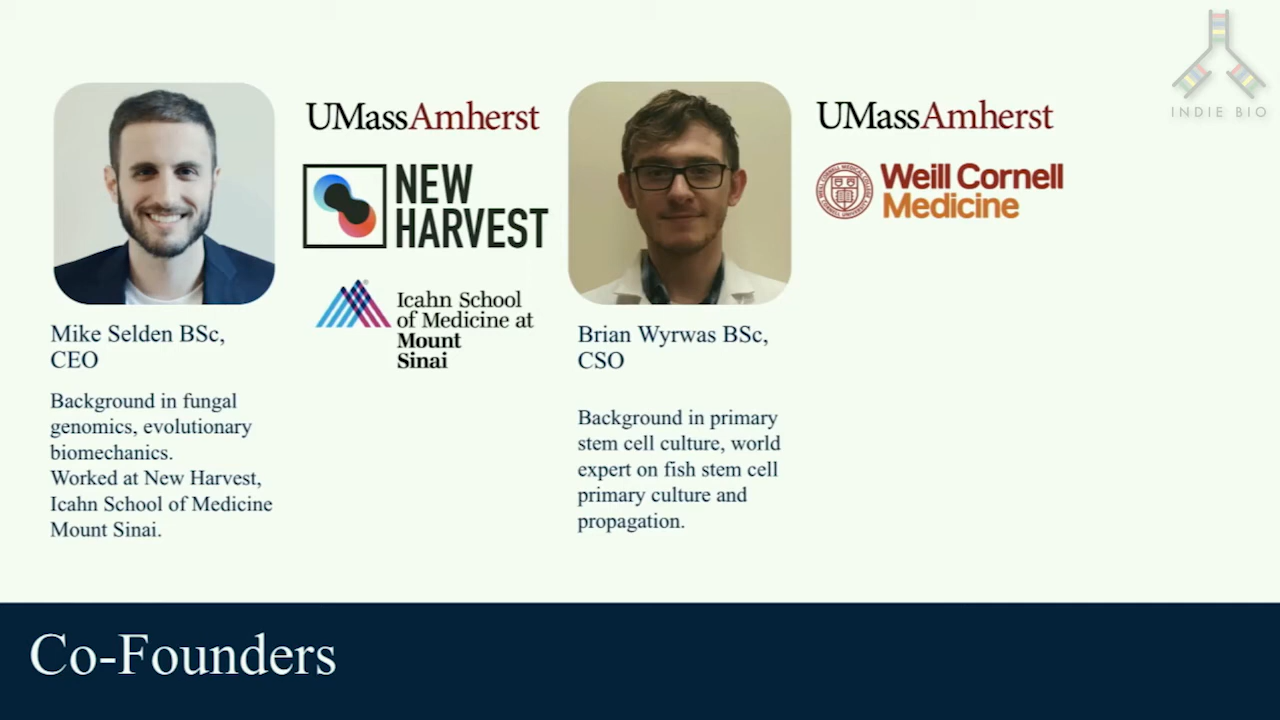 INDIE BIO
UMassAmherst
NEW
HARVEST
Icahn School
of Medicine at
Mount
Sinai
UMassAmherst
Weill Cornell
Medicine
Mike Selden BSc,
CEO
Background in fungal
genomics, evolutionary
biomechanics.
Worked at New Harvest,
Icahn School of Medicine
Mount Sinai.
Brian Wyrwas BSc,
CSO
Background in primary
stem cell culture, world
expert on fish stem cell
primary culture and
propagation.
Co-Founders